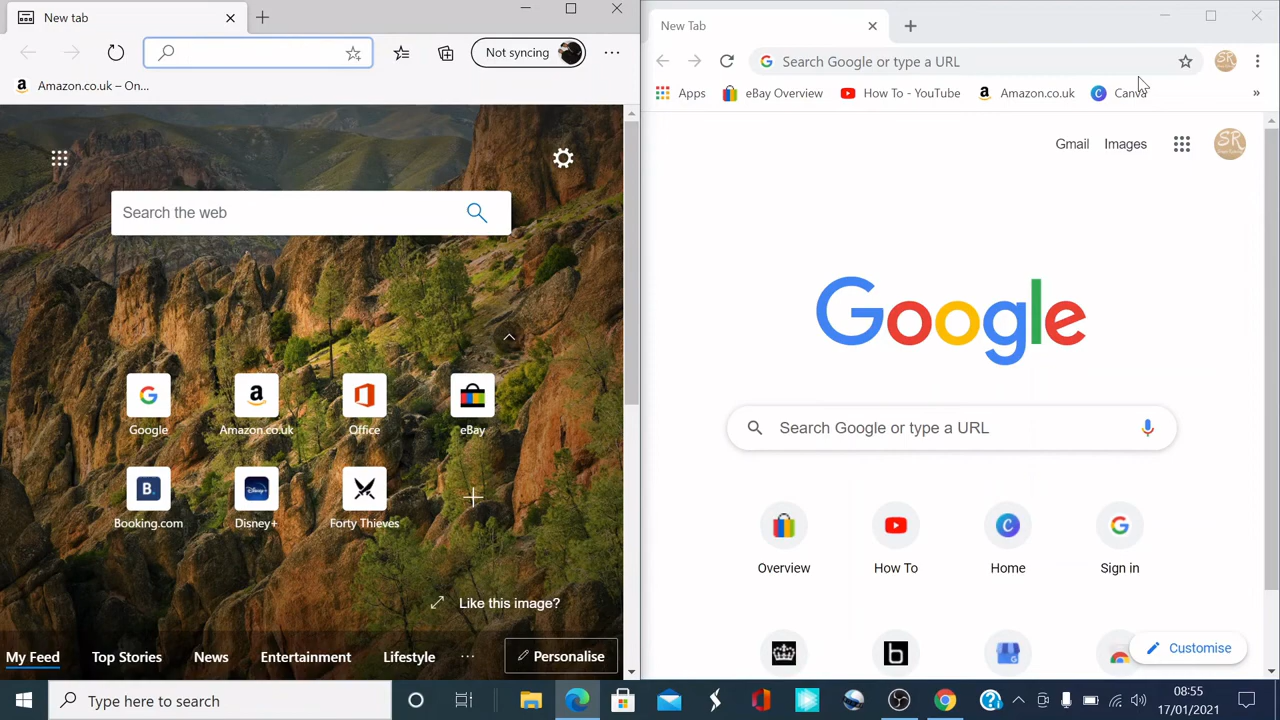 New tab
Not syncing
Amazon.co.uk – On...
Search the web
Google
Amazon.co.uk
Office
eBay
B.
Booking.com
Disney+
Disney+
Forty Thieves
Like this image?
My Feed
Top Stories
News
Entertainment
Lifestyle
Personalise
New Tab
Search Google or type a URL
SR
Apps
eBay Overview
How To - YouTube
Amazon.co.uk
Canva
Gmail
Images
SR
Google
Search Google or type a URL
Overview
How To
Home
Sign in
Customise
Type here to search
08:55
17/01/2021